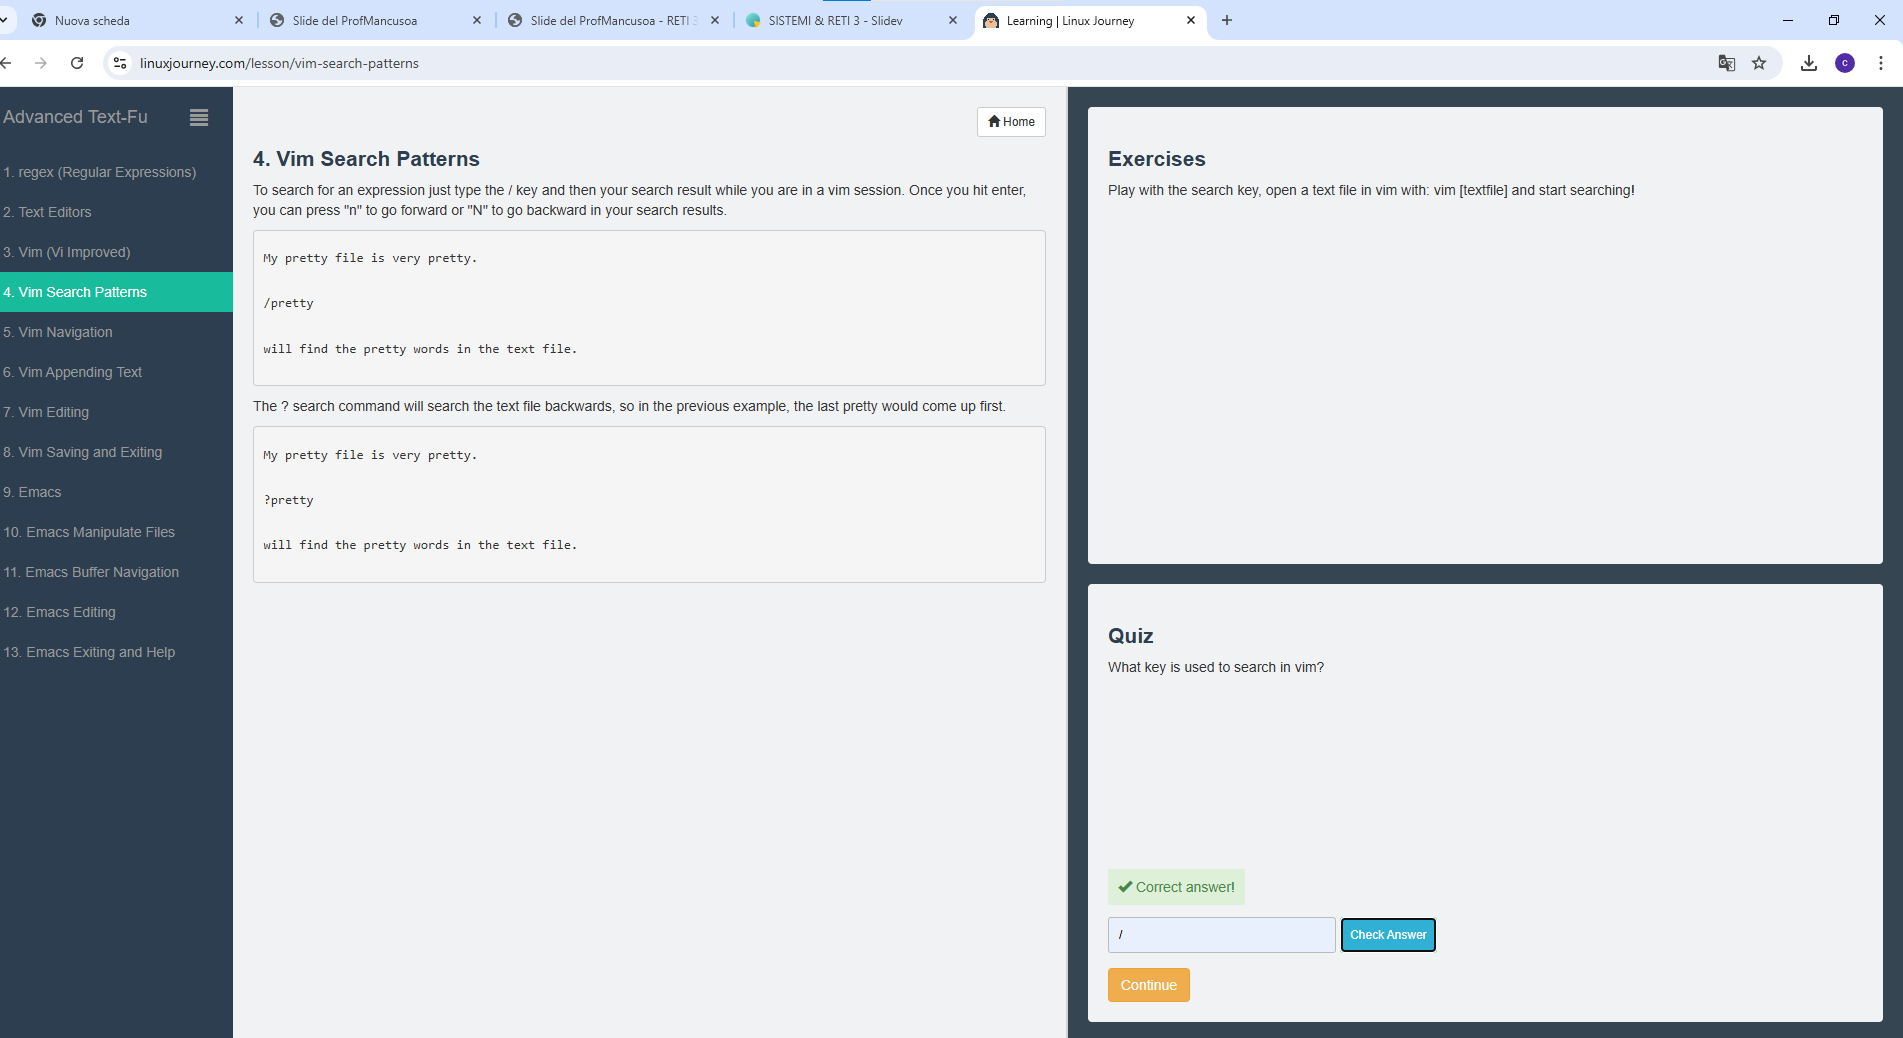 Nuova scheda
Slide del ProfMancusoa
Slide del ProfMancusoa - RETI
SISTEMI & RETI 3 - Slidev
Learning | Linux Journey
linuxjourney.com/lesson/vim-search-patterns
c
Advanced Text-Fu
1. regex (Regular Expressions)
2. Text Editors
3. Vim (Vi Improved)
4. Vim Search Patterns
5. Vim Navigation
6. Vim Appending Text
7. Vim Editing
8. Vim Saving and Exiting
9. Emacs
10. Emacs Manipulate Files
11. Emacs Buffer Navigation
12. Emacs Editing
13. Emacs Exiting and Help
Home
4. Vim Search Patterns
To search for an expression just type the / key and then your search result while you are in a vim session. Once you hit enter,
you can press "n" to go forward or "N" to go backward in your search results.
My pretty file is very pretty.
/pretty
will find the pretty words in the text file.
The ? search command will search the text file backwards, so in the previous example, the last pretty would come up first.
My pretty file is very pretty.
?pretty
will find the pretty words in the text file.
Exercises
Play with the search key, open a text file in vim with: vim [textfile] and start searching!
Quiz
What key is used to search in vim?
Correct answer!
/
Check Answer
Continue